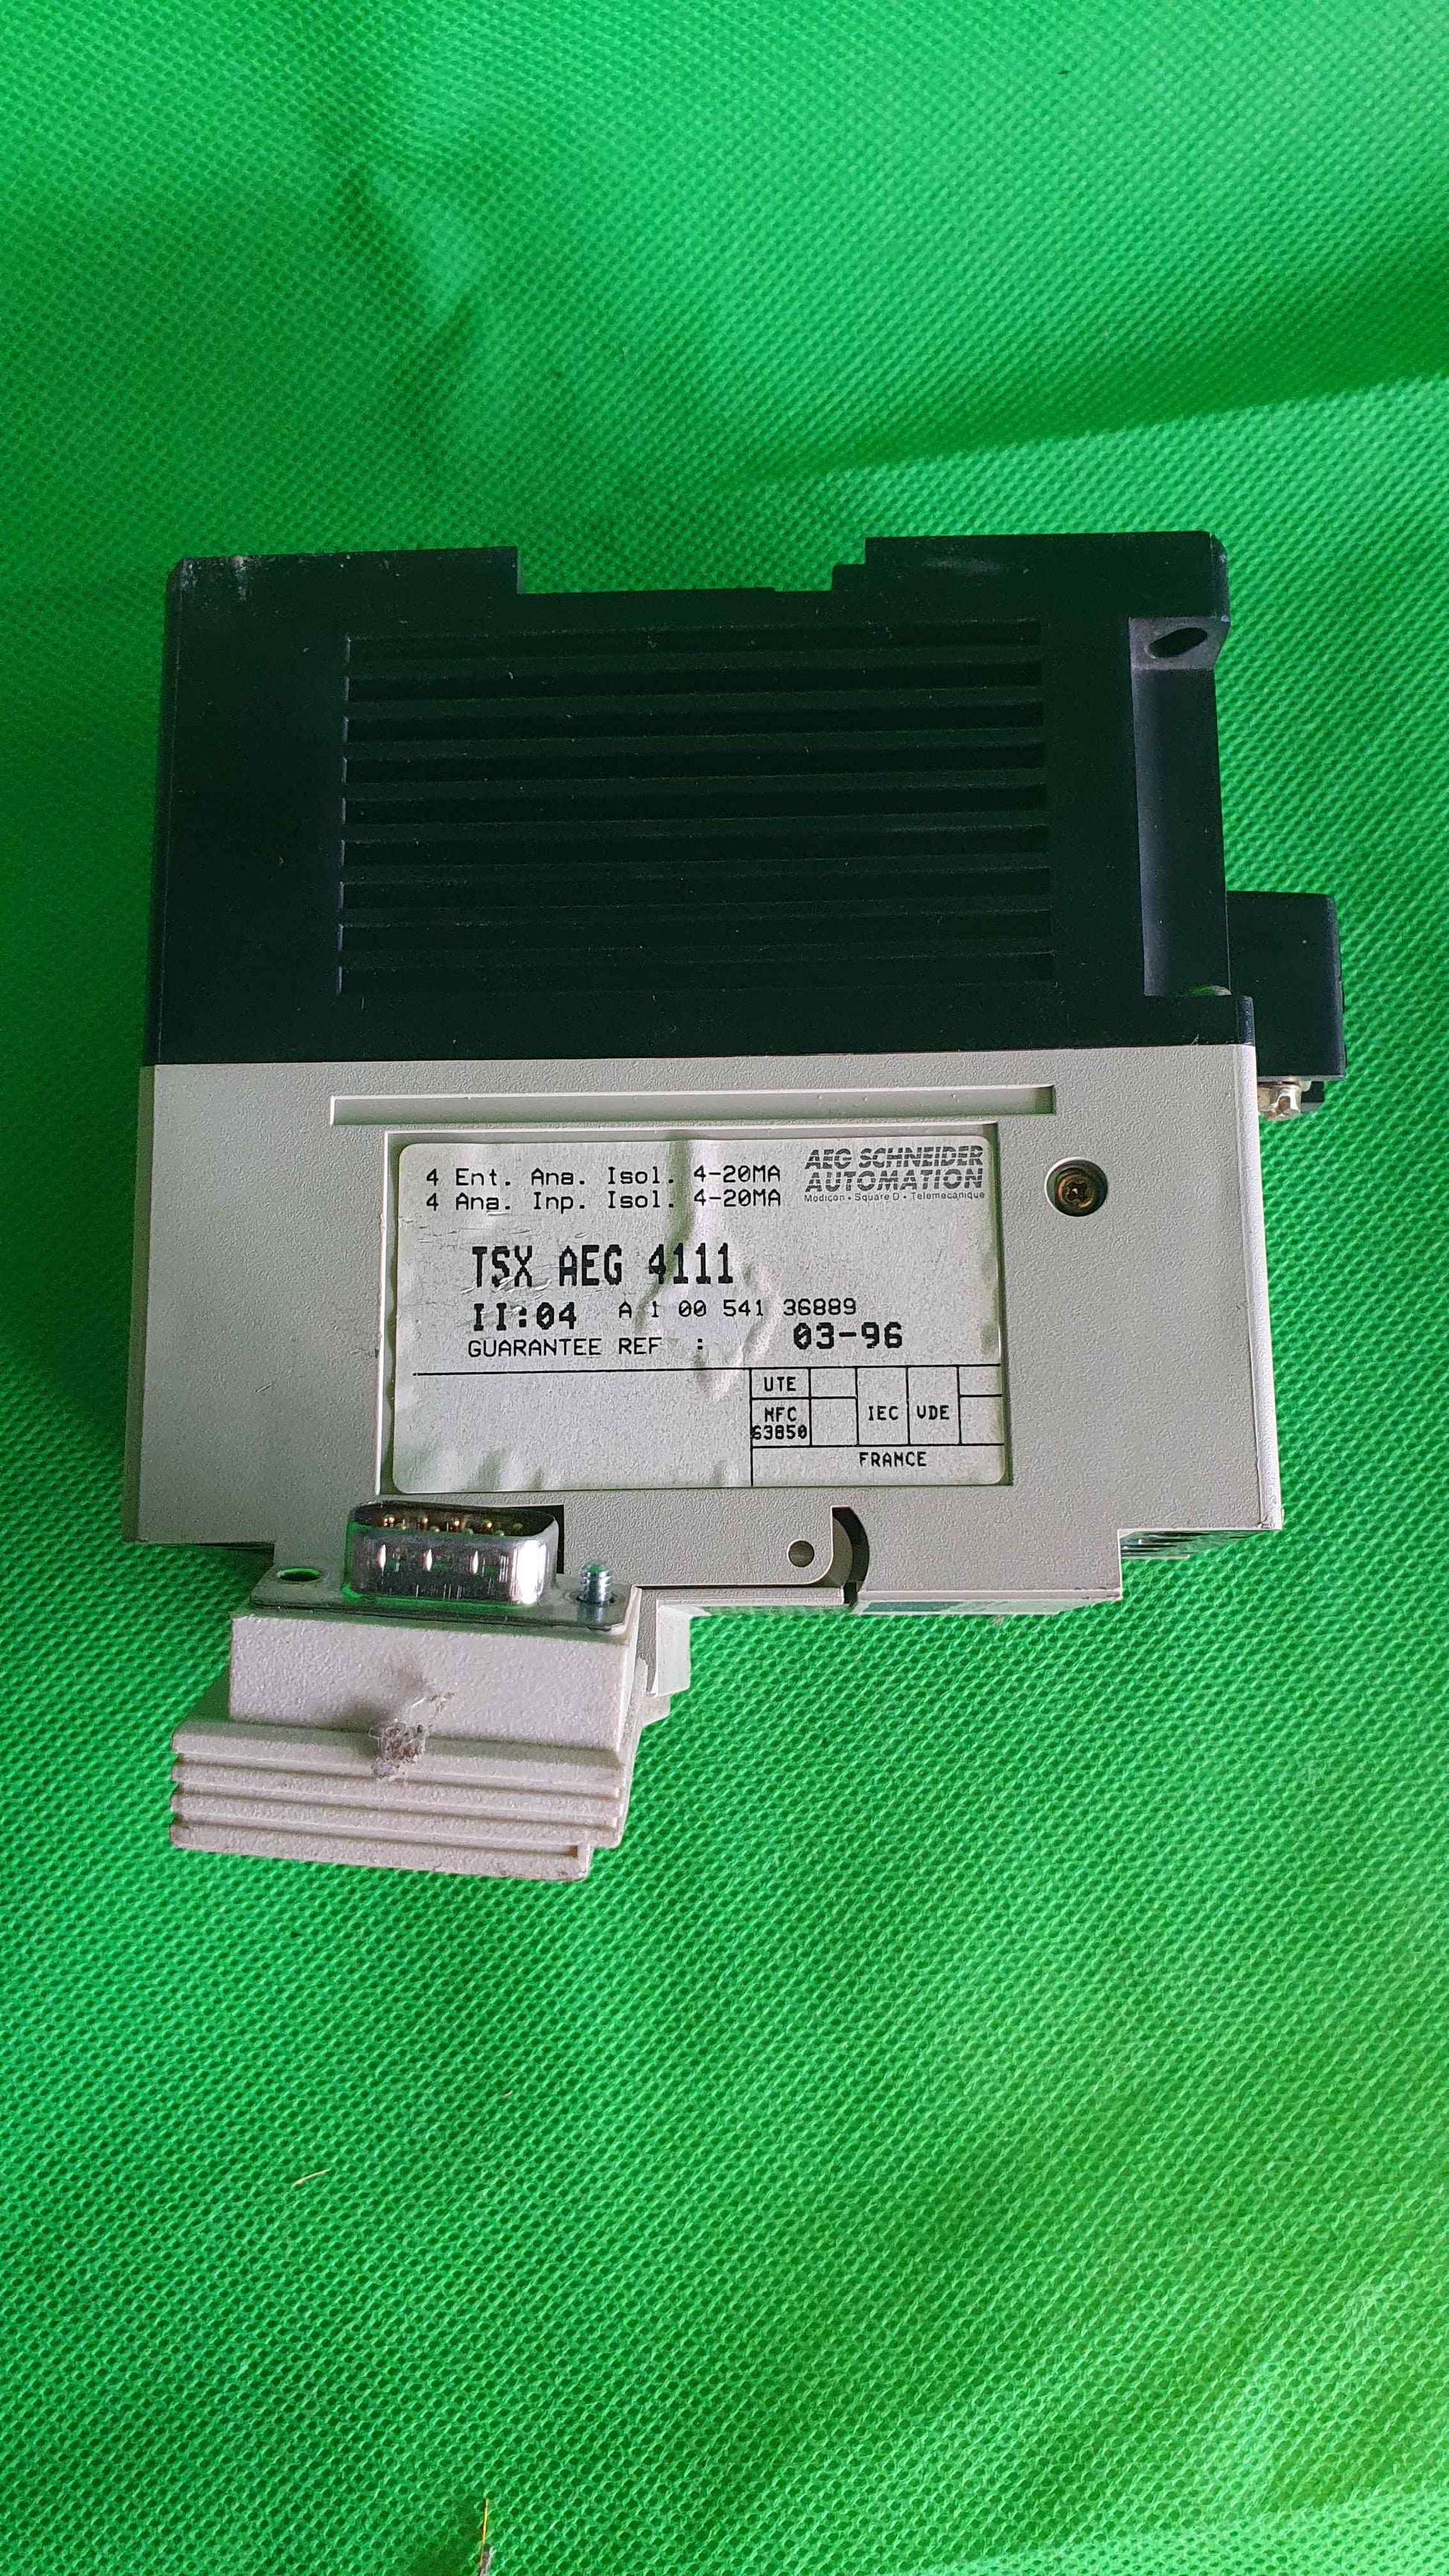 4 Ent. Ana. Isol. 4-20MA
4 Ana. Inp. Isol. 4-20MA
AEG SCHNEIDER
AUTOMATION
Modicon • Square D • Telemecanique
TSX AEG 4111
II:04 A 1 00 541 36889
GUARANTEE REF : 03-96
UTE
NFC
63850
IEC
VDE
FRANCE